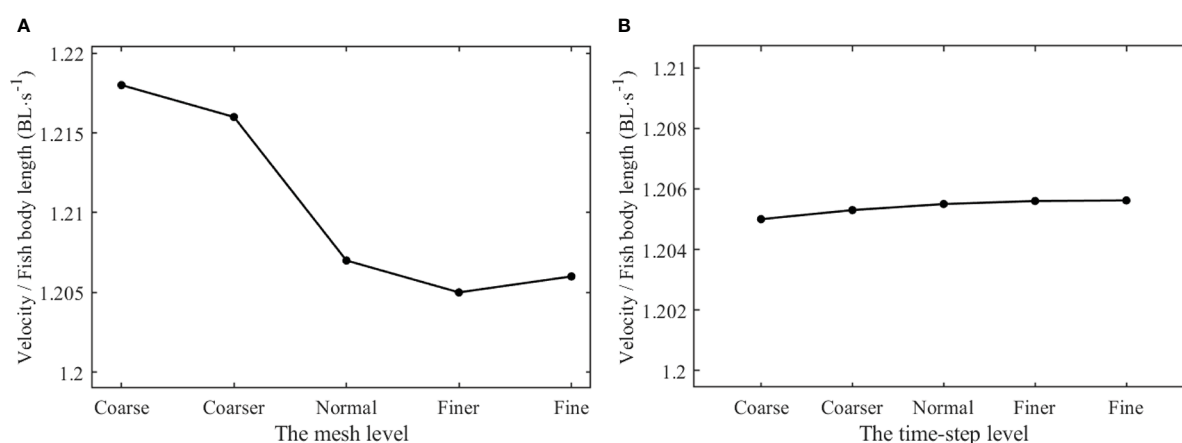 A
Velocity / Fish body length (BL·s⁻¹)
1.22
1.215
1.21
1.205
1.2
Coarse Coarser Normal Finer Fine
The mesh level
B
Velocity / Fish body length (BL·s⁻¹)
1.21
1.208
1.206
1.204
1.202
1.2
Coarse Coarser Normal Finer Fine
The time-step level